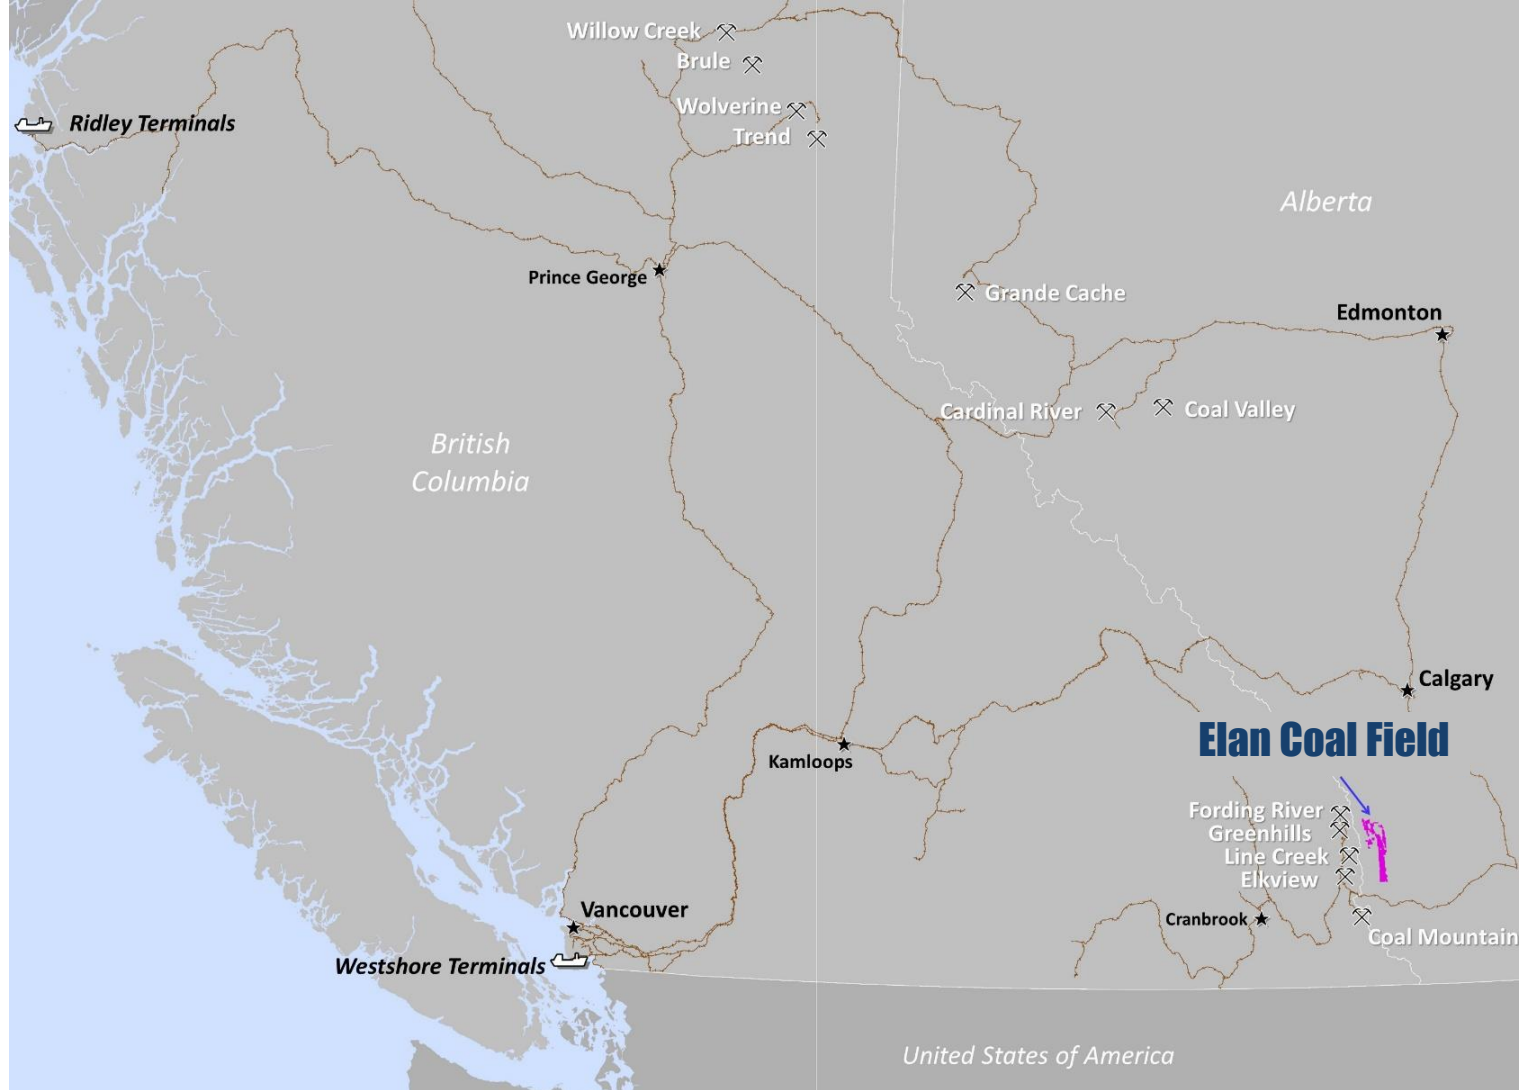 Willow Creek
Brule
Wolverine
Trend
Ridley Terminals
Alberta
Prince George
Grande Cache
Edmonton
Cardinal River
Coal Valley
British
Columbia
Calgary
Elan Coal Field
Kamloops
Fording River
Greenhills
Line Creek
Elkview
Vancouver
Cranbrook
Coal Mountain
Westshore Terminals
United States of America